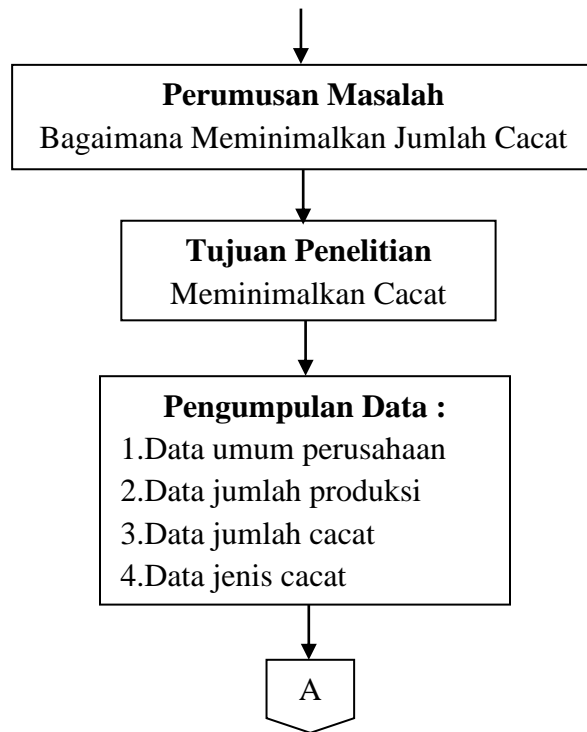 Perumusan Masalah
Bagaimana Meminimalkan Jumlah Cacat
Tujuan Penelitian
Meminimalkan Cacat
Pengumpulan Data :
1.Data umum perusahaan
2.Data jumlah produksi
3.Data jumlah cacat
4.Data jenis cacat
A